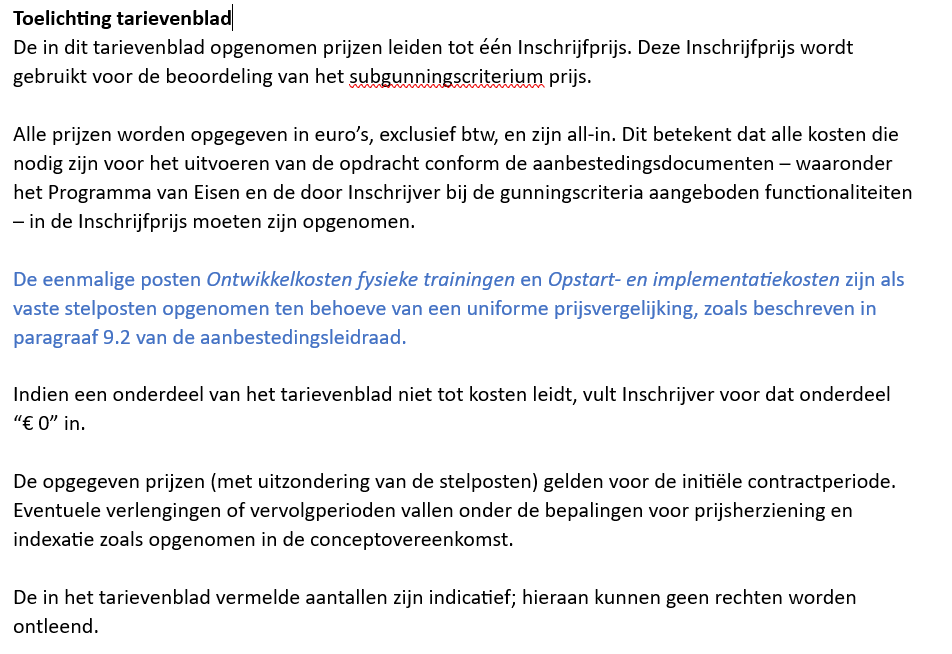 Toelichting tarievenblad
De in dit tarievenblad opgenomen prijzen leiden tot één Inschrijfprijs. Deze Inschrijfprijs wordt
gebruikt voor de beoordeling van het subgunningscriterium prijs.
Alle prijzen worden opgegeven in euro’s, exclusief btw, en zijn all-in. Dit betekent dat alle kosten die
nodig zijn voor het uitvoeren van de opdracht conform de aanbestedingsdocumenten – waaronder
het Programma van Eisen en de door Inschrijver bij de gunningscriteria aangeboden functionaliteiten
– in de Inschrijfprijs moeten zijn opgenomen.
De eenmalige posten Ontwikkelkosten fysieke trainingen en Opstart- en implementatiekosten zijn als
vaste stelposten opgenomen ten behoeve van een uniforme prijsvergelijking, zoals beschreven in
paragraaf 9.2 van de aanbestedingsleidraad.
Indien een onderdeel van het tarievenblad niet tot kosten leidt, vult Inschrijver voor dat onderdeel
“€ 0” in.
De opgegeven prijzen (met uitzondering van de stelposten) gelden voor de initiële contractperiode.
Eventuele verlengingen of vervolgperioden vallen onder de bepalingen voor prijsherziening en
indexatie zoals opgenomen in de conceptovereenkomst.
De in het tarievenblad vermelde aantallen zijn indicatief; hieraan kunnen geen rechten worden
ontleend.